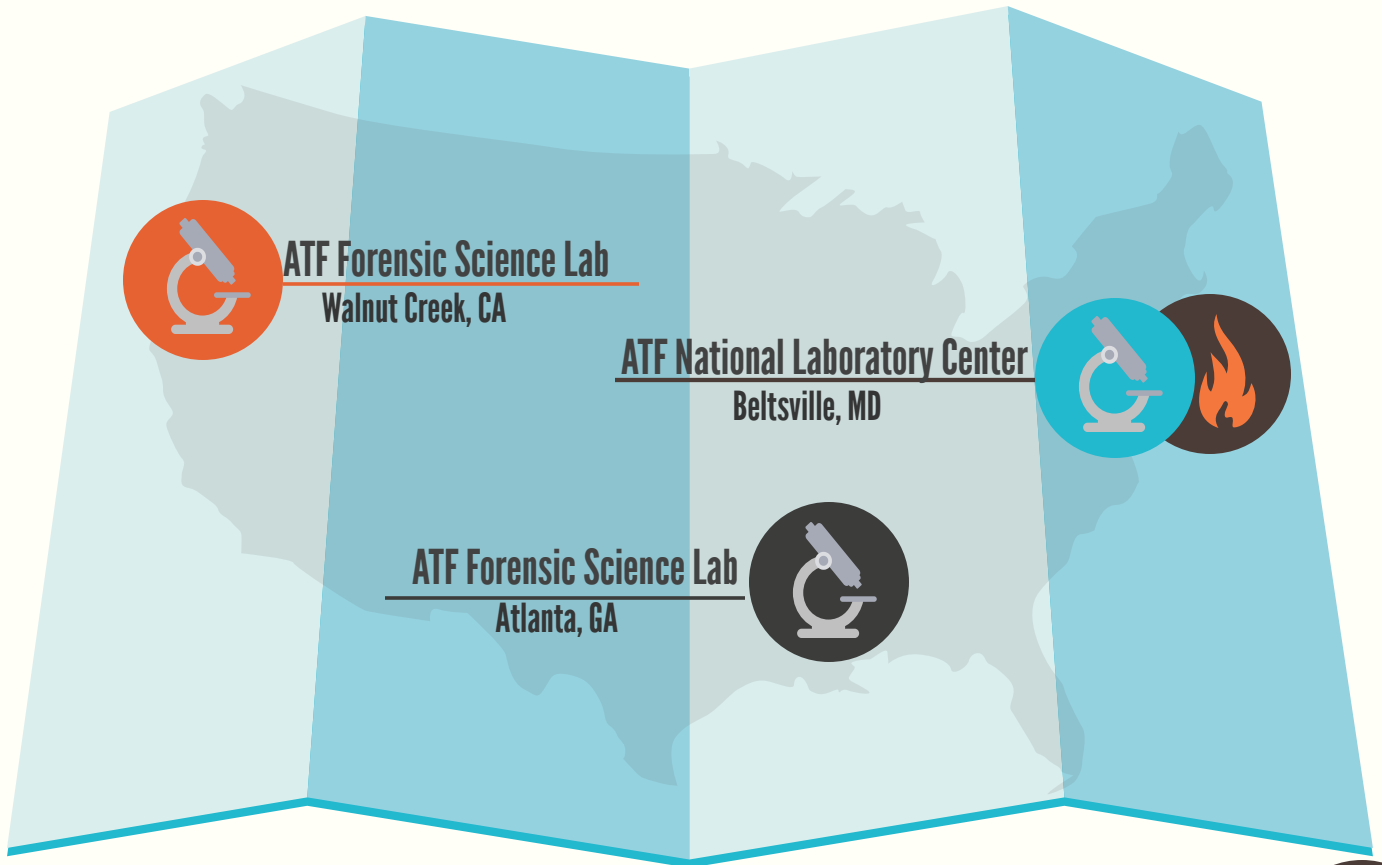 ATF Forensic Science Lab
Walnut Creek, CA
ATF National Laboratory Center
Beltsville, MD
ATF Forensic Science Lab
Atlanta, GA